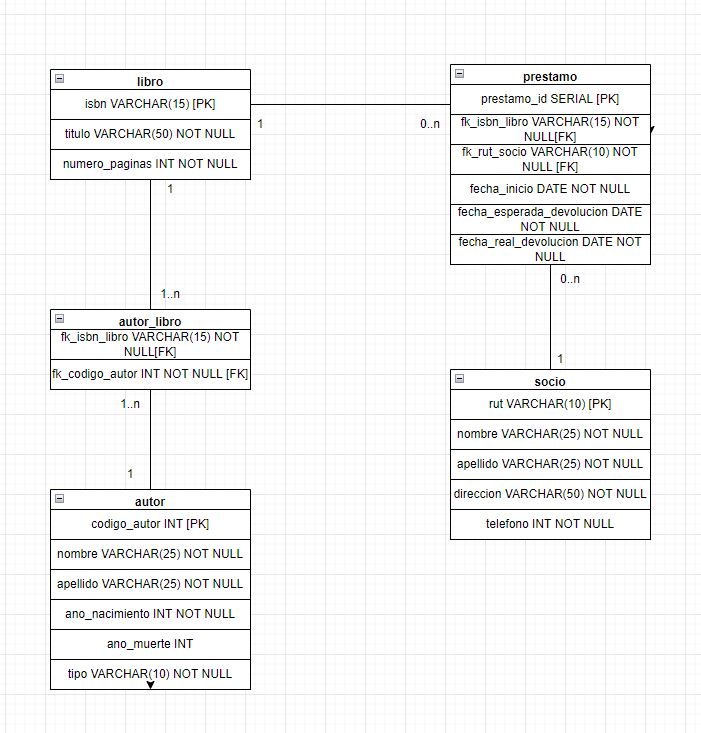 libro
isbn VARCHAR(15) [PK]
titulo VARCHAR(50) NOT NULL
numero_paginas INT NOT NULL
1
0..n
prestamo
prestamo_id SERIAL [PK]
fk_isbn_libro VARCHAR(15) NOT
NULL[FK]
fk_rut_socio VARCHAR(10) NOT
NULL [FK]
fecha_inicio DATE NOT NULL
fecha_esperada_devolucion DATE
NOT NULL
fecha_real_devolucion DATE NOT
NULL
1
1..n
autor_libro
fk_isbn_libro VARCHAR(15) NOT
NULL[FK]
fk_codigo_autor INT NOT NULL [FK]
1..n
1
0..n
1
socio
rut VARCHAR(10) [PK]
nombre VARCHAR(25) NOT NULL
apellido VARCHAR(25) NOT NULL
direccion VARCHAR(50) NOT NULL
telefono INT NOT NULL
autor
codigo_autor INT [PK]
nombre VARCHAR(25) NOT NULL
apellido VARCHAR(25) NOT NULL
ano_nacimiento INT NOT NULL
ano_muerte INT
tipo VARCHAR(10) NOT NULL